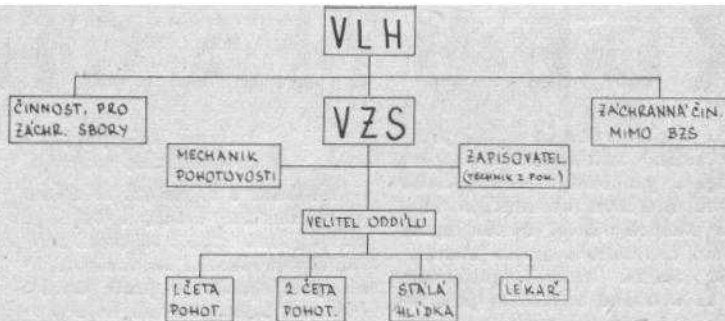 VLH
ČINNOST. PRO
ZÁCHR. SBORY
VZS
ZÁCHRANNÁ ČIN.
MIMO BZS
MECHANIK
POHOTOVOSTI
ZAPISOVATEL
(TECHNIK Z POH.)
VELITEL ODDÍLU
1. ČETA
POHOT.
2. ČETA
POHOT.
STÁLÁ
HLÍDKA
LÉKAŘ